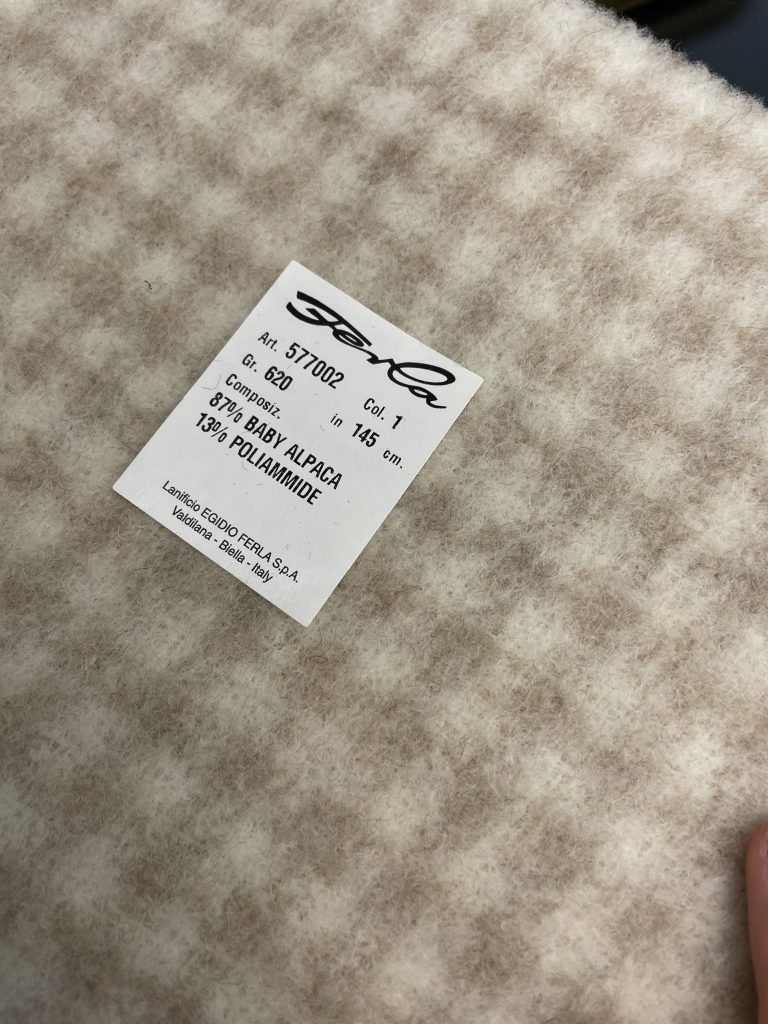 Ferla
Art. 577002 Col. 1
Gr. 620 in 145 cm.
Composiz.
87% BABY ALPACA
13% POLIAMMIDE
Lanificio EGIDIO FERLA S.p.A.
Valdilana - Biella - Italy